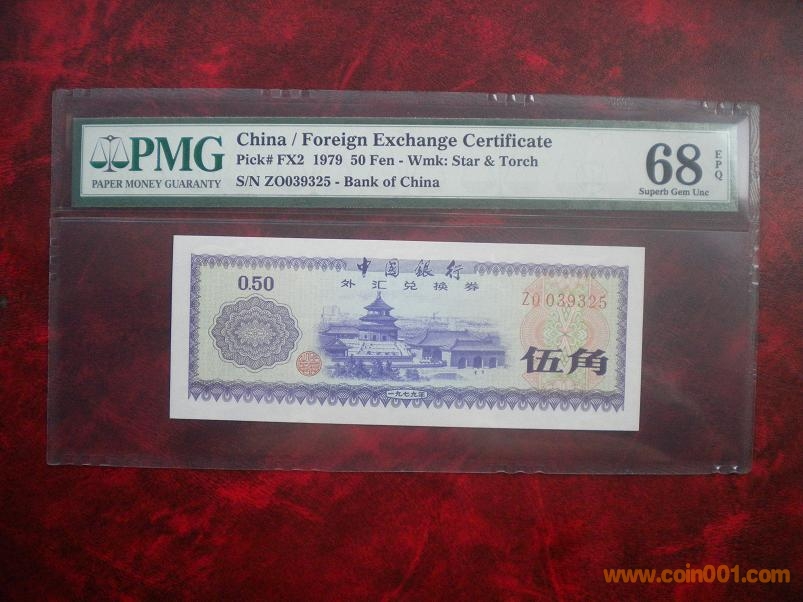 PMG
PAPER MONEY GUARANTY
China / Foreign Exchange Certificate
Pick# FX2 1979 50 Fen - Wmk: Star & Torch
S/N ZO039325 - Bank of China
68 EPQ
Superb Gem Unc
中國銀行
0.50
外汇兑换券
ZO 039325
伍角
一九七九年
www.coin001.com